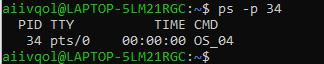 aiivqol@LAPTOP-5LM21RGC:~$ ps -p 34
PID TTY TIME CMD
34 pts/0 00:00:00 OS_04
aiivqol@LAPTOP-5LM21RGC:~$